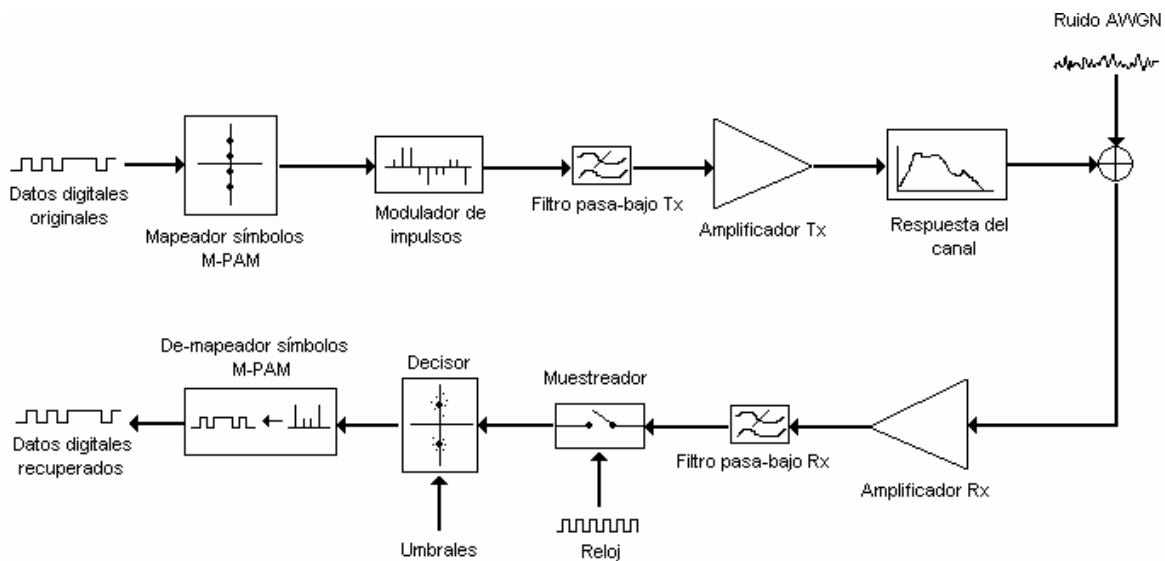 Ruido AWGN
Datos digitales
originales
Mapeador símbolos
M-PAM
Modulador de
impulsos
Filtro pasa-bajo Tx
Amplificador Tx
Respuesta del
canal
De-mapeador símbolos
M-PAM
Decisor
Muestreador
Datos digitales
recuperados
Filtro pasa-bajo Rx
Amplificador Rx
Umbrales
Reloj